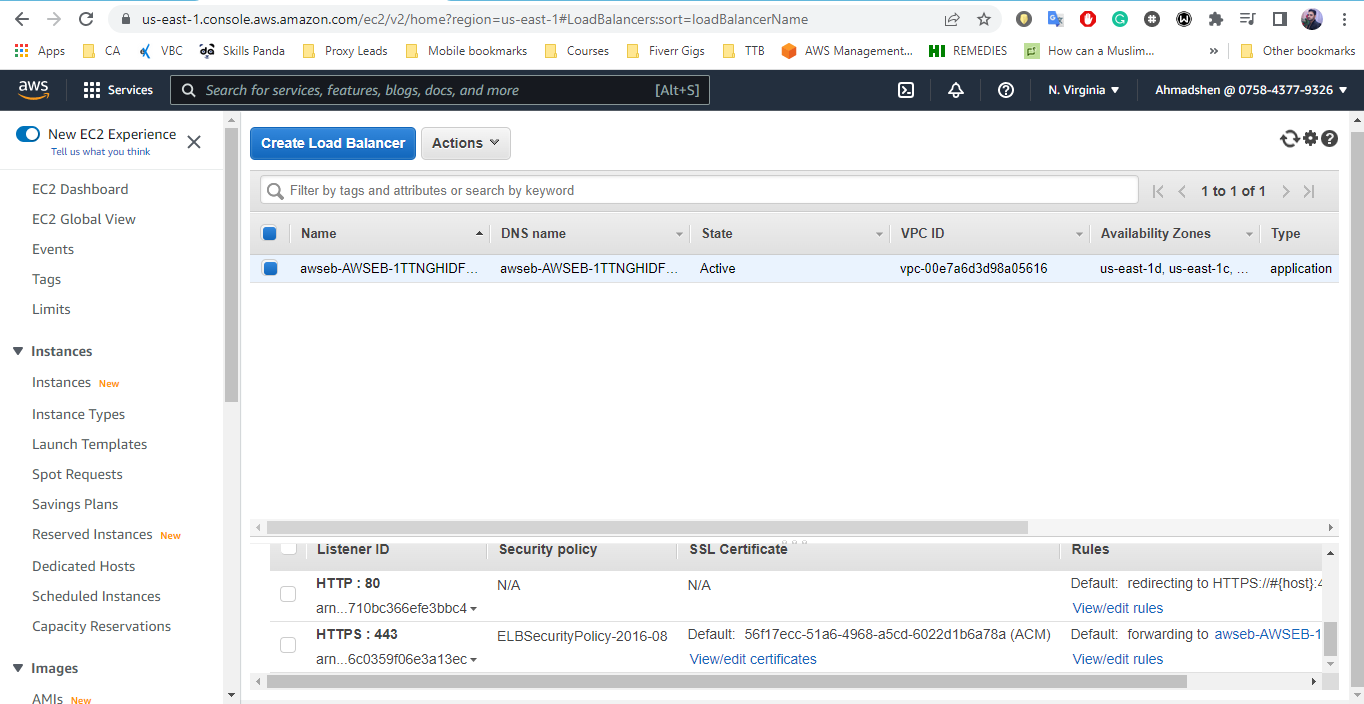 us-east-1.console.aws.amazon.com/ec2/v2/home?region=us-east-1#LoadBalancers:sort=loadBalancerName
Apps CA VBC Skills Panda Proxy Leads Mobile bookmarks Courses Fiverr Gigs TTB AWS Management... HI REMEDIES How can a Muslim... » Other bookmarks
aws Services Search for services, features, blogs, docs, and more [Alt+S] N. Virginia Ahmadshen @ 0758-4377-9326
New EC2 Experience
Tell us what you think
EC2 Dashboard
EC2 Global View
Events
Tags
Limits
Instances
Instances New
Instance Types
Launch Templates
Spot Requests
Savings Plans
Reserved Instances New
Dedicated Hosts
Scheduled Instances
Capacity Reservations
Images
AMIs New
Create Load Balancer Actions
Filter by tags and attributes or search by keyword 1 to 1 of 1
Name DNS name State VPC ID Availability Zones Type
awseb-AWSEB-1TTNGHIDF... awseb-AWSEB-1TTNGHIDF... Active vpc-00e7a6d3d98a05616 us-east-1d, us-east-1c, ... application
Listener ID Security policy SSL Certificate Rules
HTTP : 80 N/A N/A Default: redirecting to HTTPS://#{host}:4
arn...710bc366efe3bbc4 View/edit rules
HTTPS : 443 ELBSecurityPolicy-2016-08 Default: 56f17ecc-51a6-4968-a5cd-6022d1b6a78a (ACM) Default: forwarding to awseb-AWSEB-1
arn...6c0359f06e3a13ec View/edit certificates View/edit rules